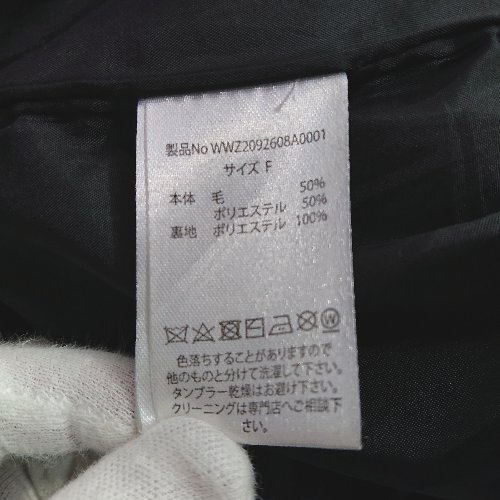 製品No WWZ2092608A0001
サイズ F
本体 毛 50%
ポリエステル 50%
裏地 ポリエステル 100%
W
色落ちすることがありますので
他のものと分けて洗濯して下さい。
タンブラー乾燥はお避け下さい。
クリーニングは専門店へご相談下
さい。